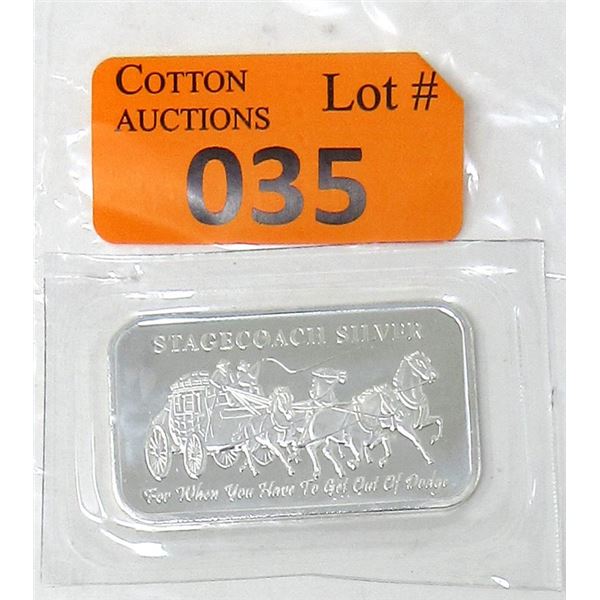 COTTON
AUCTIONS
Lot #
035
STAGECOACH SILVER
For When You Have To Get Out Of Dodge